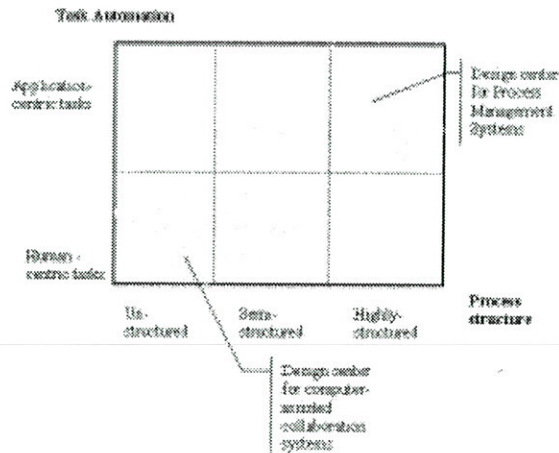 Task Automation
Application-
centric tasks
Design center
for Process
Management
Systems
Human -
centric tasks
Un-
structured
Semi-
structured
Highly-
structured
Process
structure
Design center
for computer-
assisted
collaboration
systems